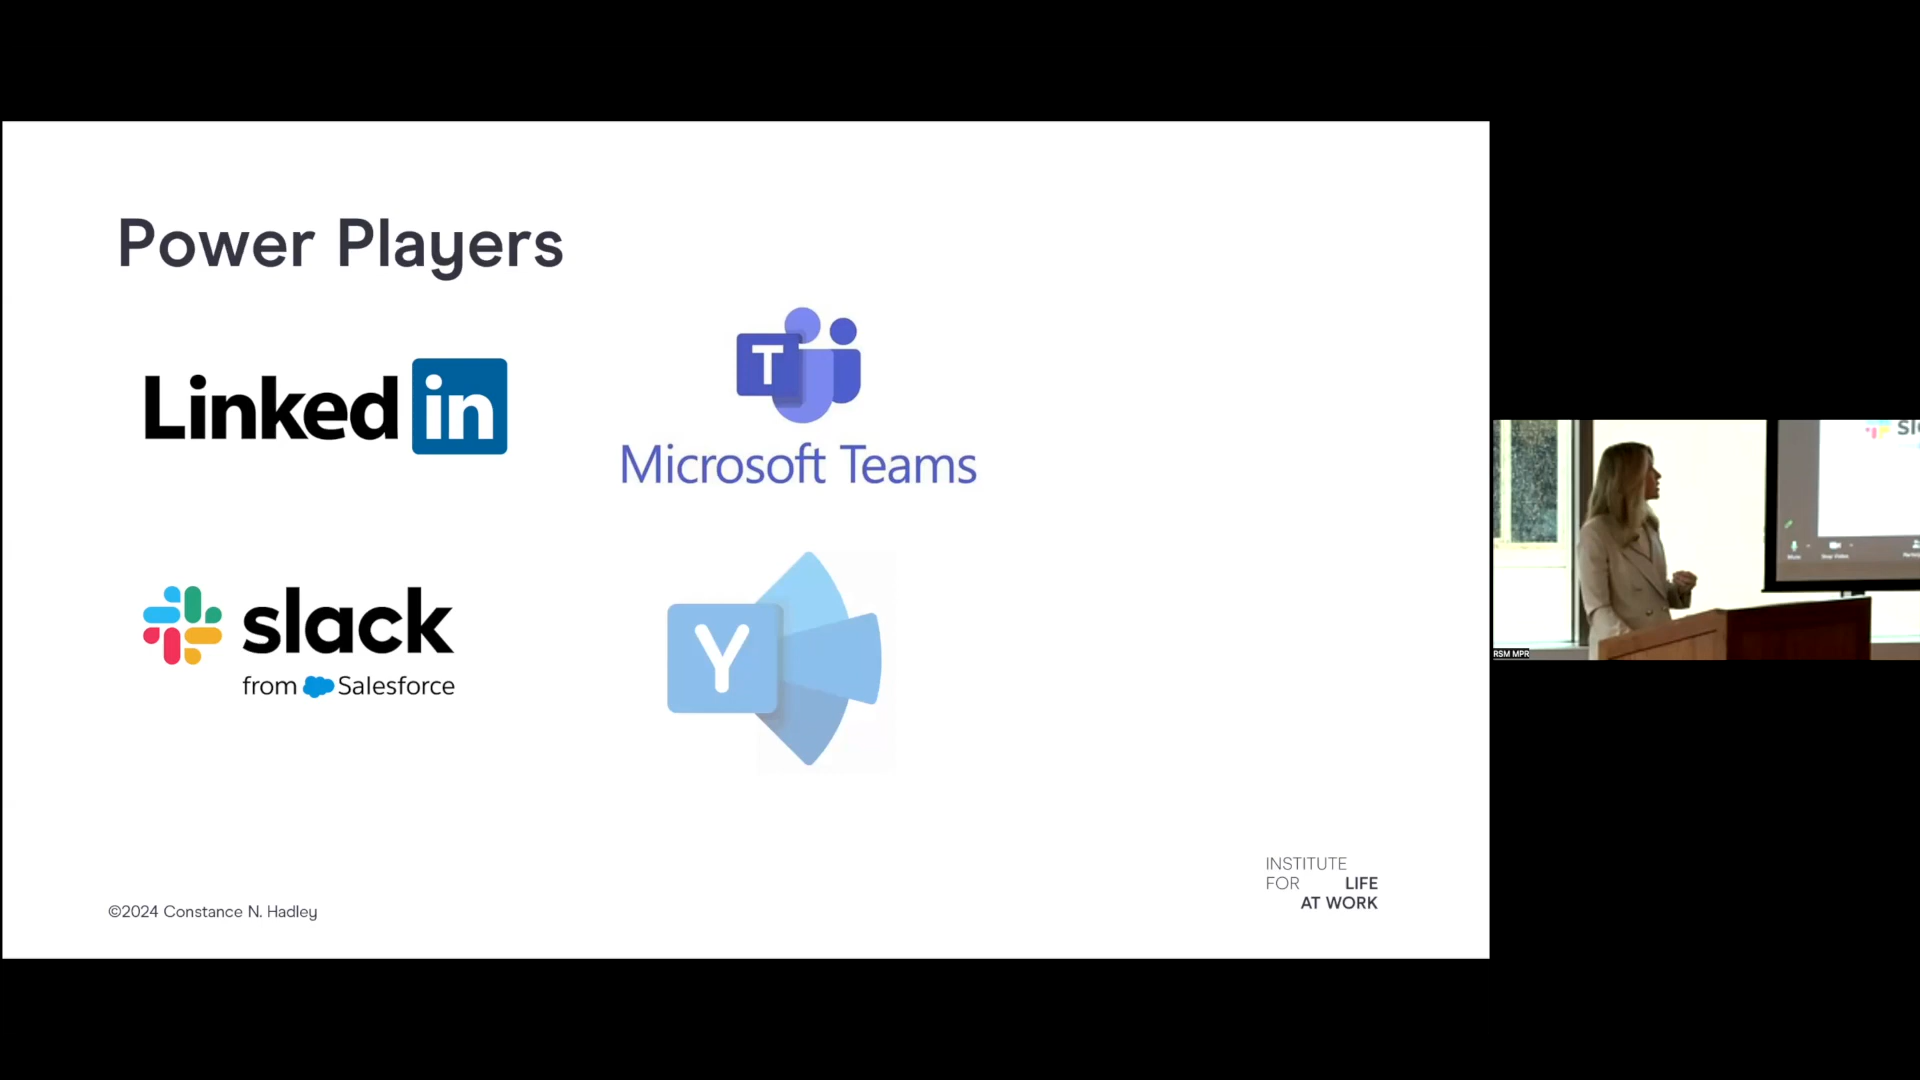 Power Players
Linked in
T
Microsoft Teams
slack
from Salesforce
Y
INSTITUTE
FOR LIFE
AT WORK
©2024 Constance N. Hadley
sl
RSM MPR